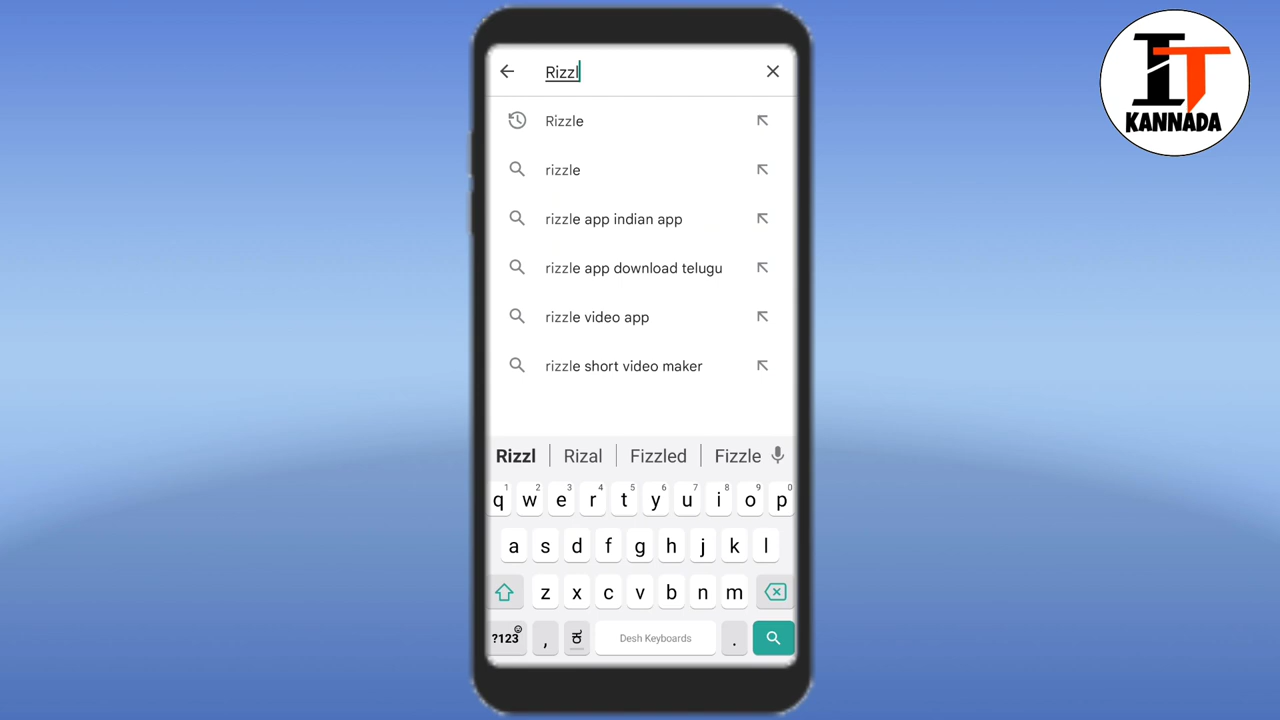 IT
KANNADA
Rizzl
Rizzle
rizzle
rizzle app indian app
rizzle app download telugu
rizzle video app
rizzle short video maker
Rizzl Rizal Fizzled Fizzle
1 2 3 4 5 6 7 8 9 0
q w e r t y u i o p
a s d f g h j k l
z x c v b n m
?123 , ಕ Desh Keyboards .